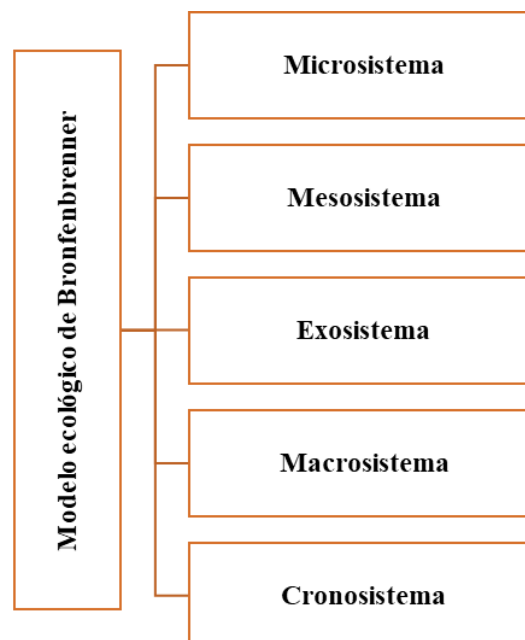 Modelo ecológico de Bronfenbrenner
Microsistema
Mesosistema
Exosistema
Macrosistema
Cronosistema